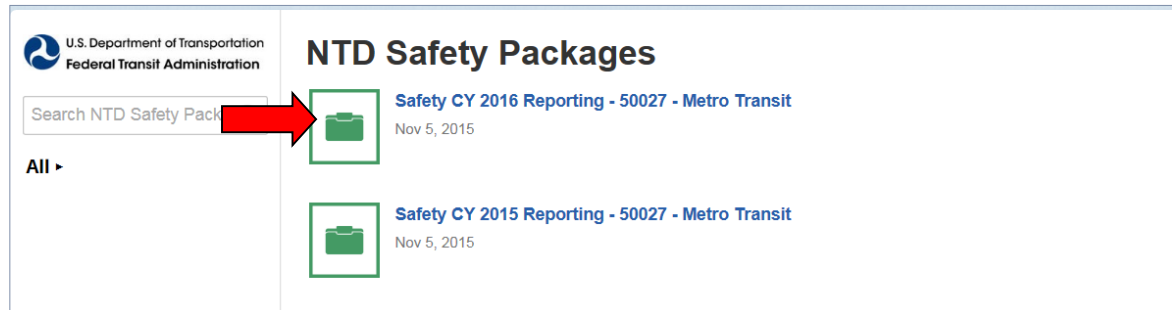 U.S. Department of Transportation
Federal Transit Administration
Search NTD Safety Pack
All
NTD Safety Packages
Safety CY 2016 Reporting - 50027 - Metro Transit
Nov 5, 2015
Safety CY 2015 Reporting - 50027 - Metro Transit
Nov 5, 2015